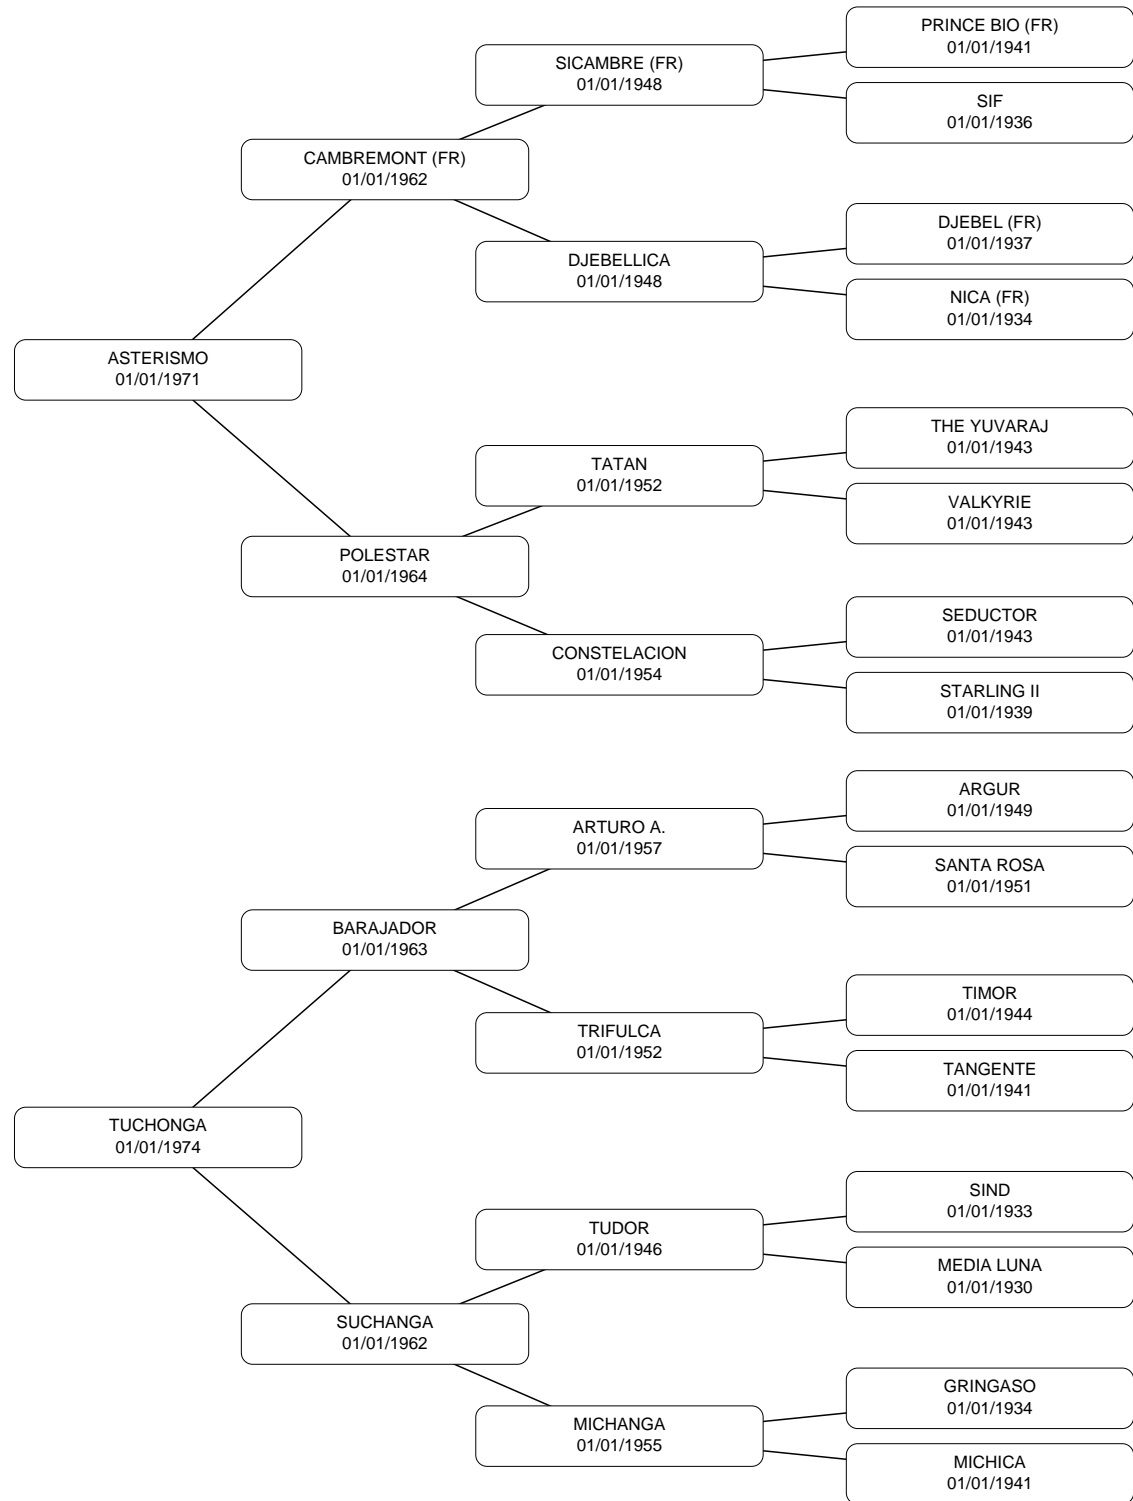 PRINCE BIO (FR)
01/01/1941
SICAMBRE (FR)
01/01/1948
SIF
01/01/1936
CAMBREMONT (FR)
01/01/1962
DJEBEL (FR)
01/01/1937
DJEBELLICA
01/01/1948
NICA (FR)
01/01/1934
ASTERISMO
01/01/1971
THE YUVARAJ
01/01/1943
TATAN
01/01/1952
VALKYRIE
01/01/1943
POLESTAR
01/01/1964
SEDUCTOR
01/01/1943
CONSTELACION
01/01/1954
STARLING II
01/01/1939
ARGUR
01/01/1949
ARTURO A.
01/01/1957
SANTA ROSA
01/01/1951
BARAJADOR
01/01/1963
TIMOR
01/01/1944
TRIFULCA
01/01/1952
TANGENTE
01/01/1941
TUCHONGA
01/01/1974
SIND
01/01/1933
TUDOR
01/01/1946
MEDIA LUNA
01/01/1930
SUCHANGA
01/01/1962
GRINGASO
01/01/1934
MICHANGA
01/01/1955
MICHICA
01/01/1941